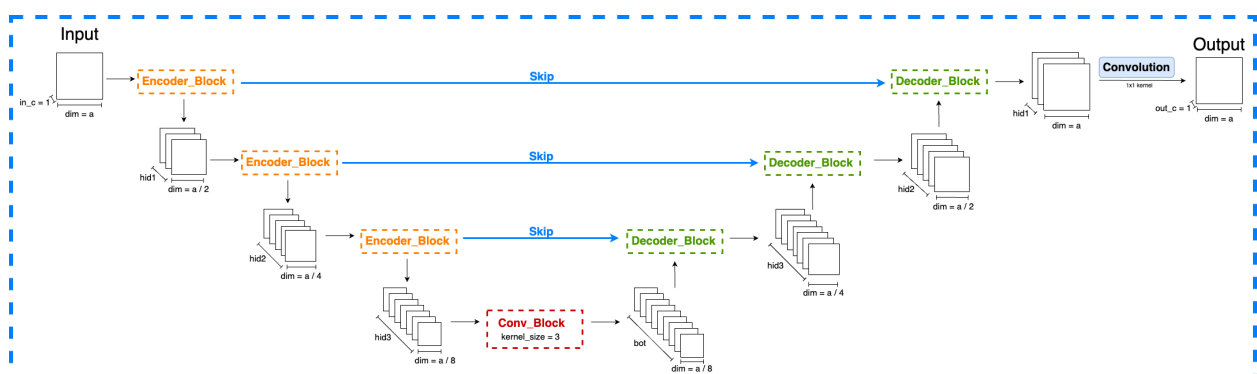 Input
Output
Encoder_Block
Skip
Decoder_Block
Convolution
1x1 kernel
in_c = 1
dim = a
hid1
dim = a
out_c = 1
dim = a
Encoder_Block
Skip
Decoder_Block
hid1
dim = a / 2
hid2
dim = a / 2
Encoder_Block
Skip
Decoder_Block
hid2
dim = a / 4
hid3
dim = a / 4
Conv_Block
kernel_size = 3
hid3
dim = a / 8
bot
dim = a / 8